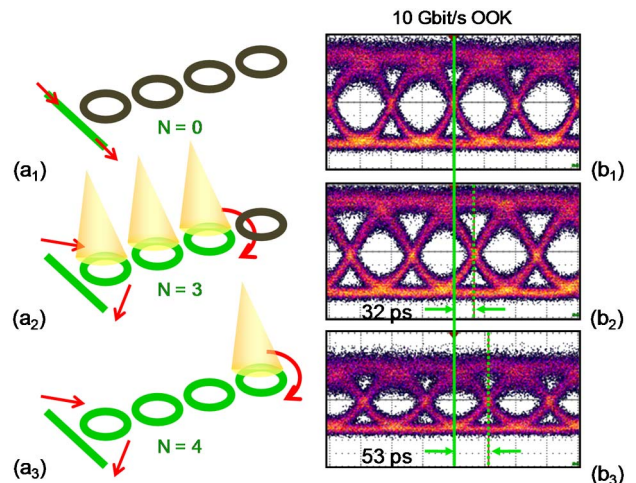 10 Gbit/s OOK
N = 0
(a1)
(b1)
N = 3
(a2)
32 ps
(b2)
N = 4
(a3)
53 ps
(b3)